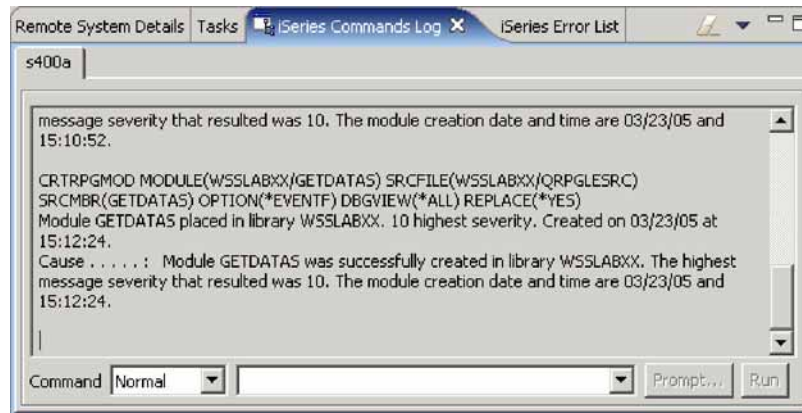 Remote System Details Tasks iSeries Commands Log iSeries Error List
s400a
message severity that resulted was 10. The module creation date and time are 03/23/05 and
15:10:52.
CRTRPGMOD MODULE(WSSLABXX/GETDATAS) SRCFILE(WSSLABXX/QRPGLESRC)
SRCMBR(GETDATAS) OPTION(*EVENTF) DBGVIEW(*ALL) REPLACE(*YES)
Module GETDATAS placed in library WSSLABXX. 10 highest severity. Created on 03/23/05 at
15:12:24.
Cause . . . . . : Module GETDATAS was successfully created in library WSSLABXX. The highest
message severity that resulted was 10. The module creation date and time are 03/23/05 and
15:12:24.
Command Normal Prompt... Run